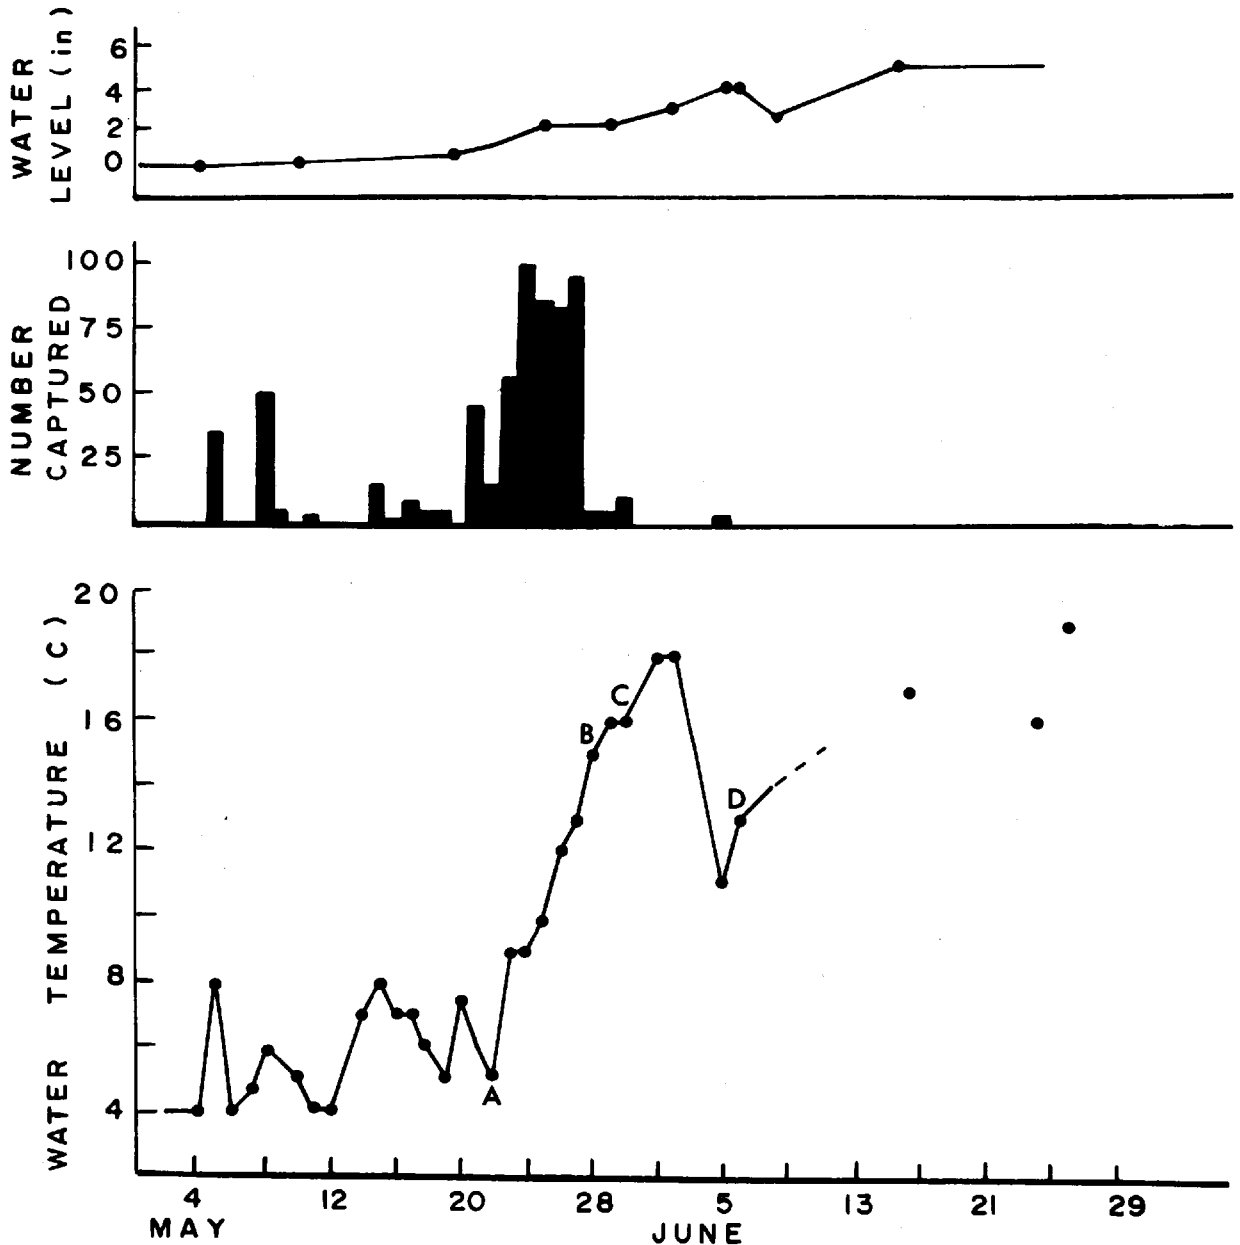 WATER
LEVEL (in)
6
4
2
0
NUMBER
CAPTURED
100
75
50
25
WATER TEMPERATURE (C)
20
16
12
8
4
A
B
C
D
4 12 20 28 5 13 21 29
MAY JUNE